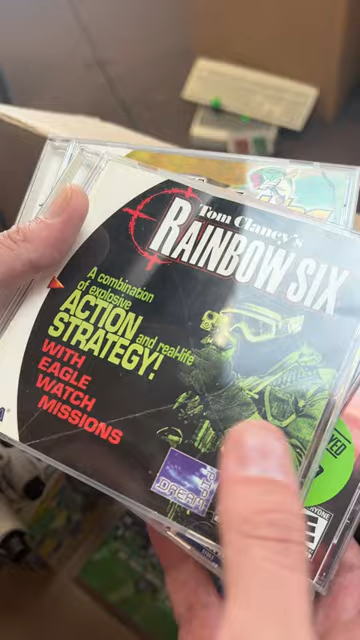 Tom Clancy's
RAINBOW SIX
A combination
of explosive
ACTION
and real-life
STRATEGY!
WITH
EAGLE
WATCH
MISSIONS